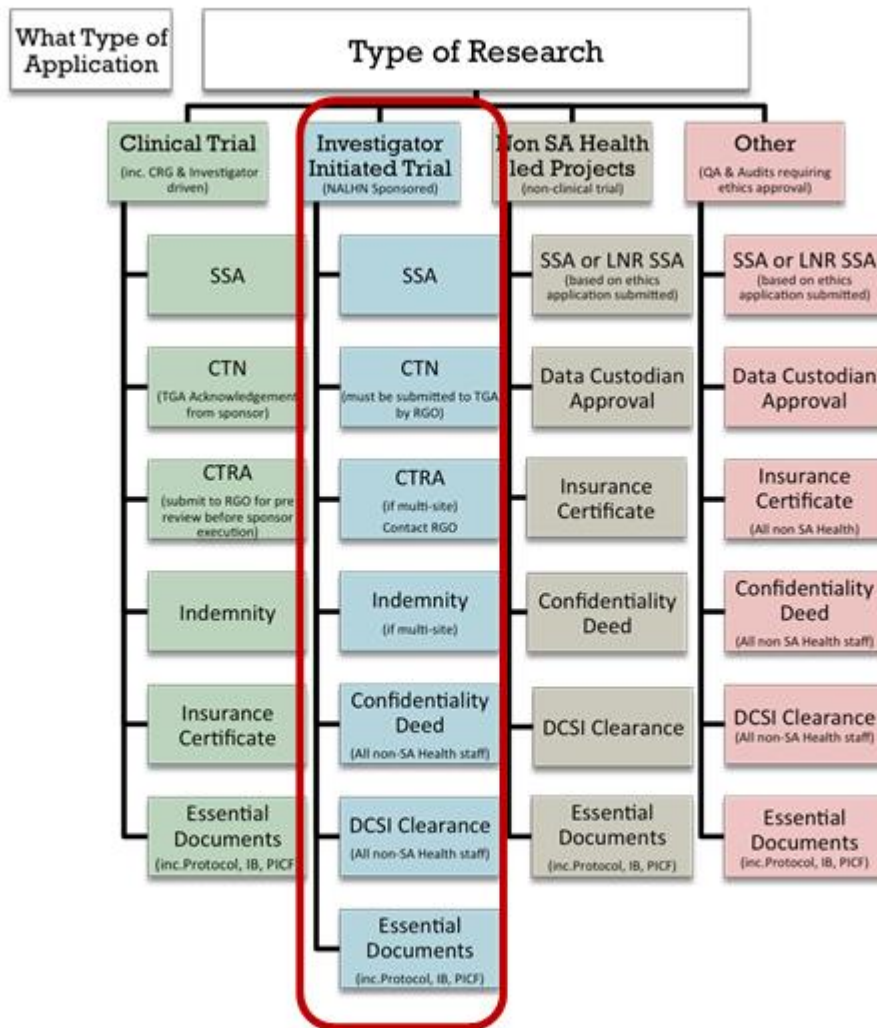 What Type of
Application
Type of Research
Clinical Trial
(inc. CRG & Investigator
driven)
SSA
CTN
(TGA Acknowledgement
from sponsor)
CTRA
(submit to RGO for pre
review before sponsor
execution)
Indemnity
Insurance
Certificate
Essential
Documents
(inc.Protocol, IB, PICF)
Investigator
Initiated Trial
(NALHN Sponsored)
SSA
CTN
(must be submitted to TGA
by RGO)
CTRA
(if multi-site)
Contact RGO
Indemnity
(if multi-site)
Confidentiality
Deed
(All non-SA Health staff)
DCSI Clearance
(All non-SA Health staff)
Essential
Documents
(inc.Protocol, IB, PICF)
Non SA Health
led Projects
(non-clinical trial)
SSA or LNR SSA
(based on ethics
application submitted)
Data Custodian
Approval
Insurance
Certificate
Confidentiality
Deed
DCSI Clearance
Essential
Documents
(inc.Protocol, IB, PICF)
Other
(QA & Audits requiring
ethics approval)
SSA or LNR SSA
(based on ethics
application submitted)
Data Custodian
Approval
Insurance
Certificate
(All non SA Health)
Confidentiality
Deed
(All non SA Health staff)
DCSI Clearance
(All non-SA Health staff)
Essential
Documents
(inc.Protocol, IB, PICF)